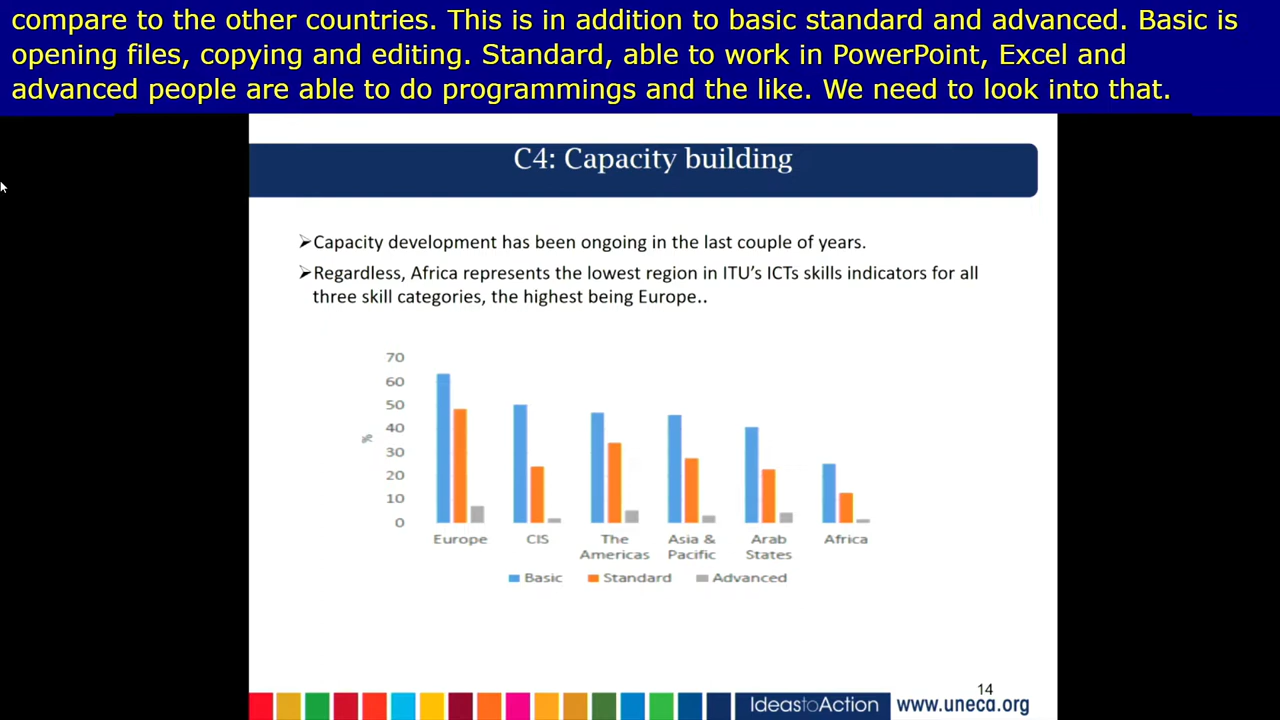 compare to the other countries. This is in addition to basic standard and advanced. Basic is
opening files, copying and editing. Standard, able to work in PowerPoint, Excel and
advanced people are able to do programmings and the like. We need to look into that.
C4: Capacity building
➢Capacity development has been ongoing in the last couple of years.
➢Regardless, Africa represents the lowest region in ITU's ICTs skills indicators for all
three skill categories, the highest being Europe..
70
60
50
40
30
20
10
0
%
Europe CIS The Americas Asia & Pacific Arab States Africa
Basic Standard Advanced
14
IdeastoAction www.uneca.org